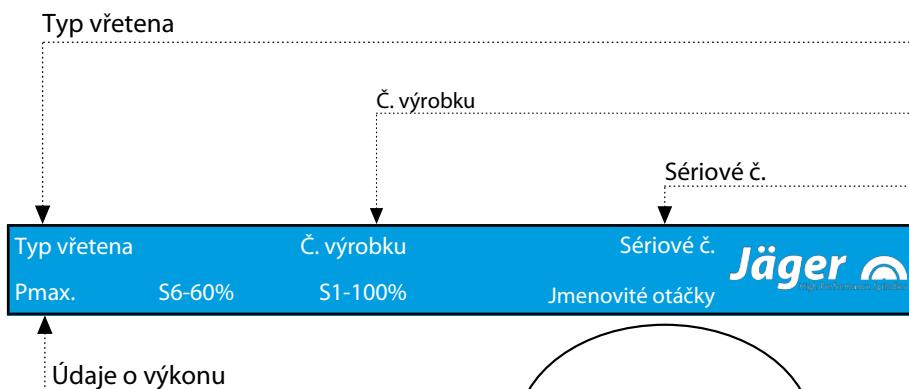 Typ vřetena
Č. výrobku
Sériové č.
Typ vřetena Č. výrobku Sériové č.
Jäger
Pmax. S6-60% S1-100% Jmenovité otáčky
Údaje o výkonu